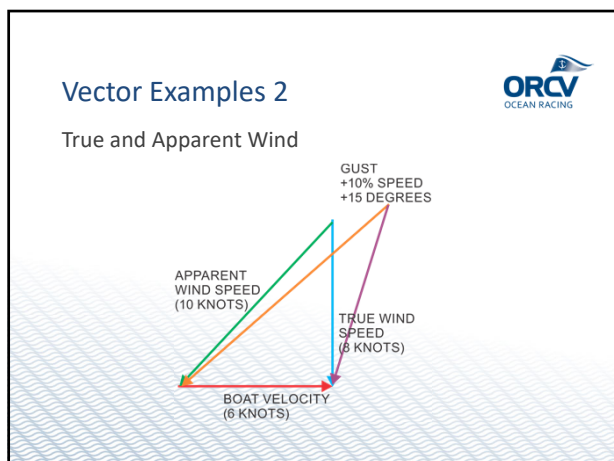 Vector Examples 2
ORCV
OCEAN RACING
True and Apparent Wind
GUST
+10% SPEED
+15 DEGREES
APPARENT
WIND SPEED
(10 KNOTS)
TRUE WIND
SPEED
(8 KNOTS)
BOAT VELOCITY
(6 KNOTS)